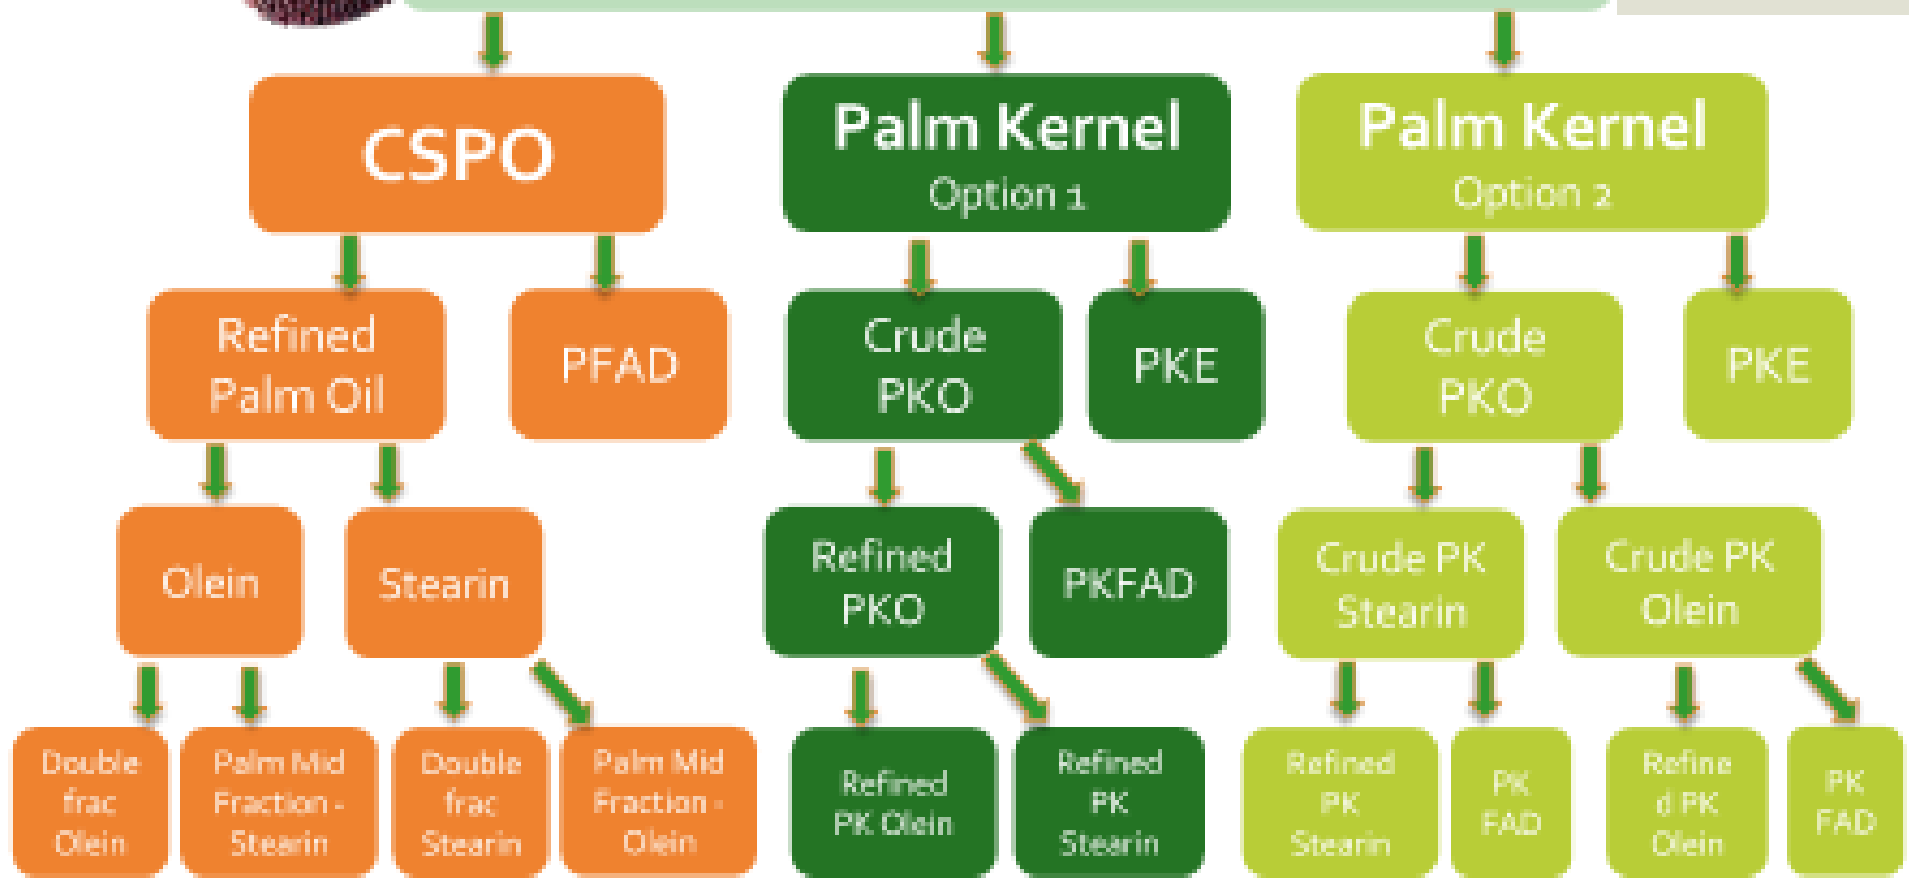 CSPO
Palm Kernel
Option 1
Palm Kernel
Option 2
Refined
Palm Oil
PFAD
Crude
PKO
PKE
Crude
PKO
PKE
Olein
Stearin
Refined
PKO
PKFAD
Crude PK
Stearin
Crude PK
Olein
Double
frac
Olein
Palm Mid
Fraction -
Stearin
Double
frac
Stearin
Palm Mid
Fraction -
Olein
Refined
PK Olein
Refined
PK
Stearin
Refined
PK
Stearin
PK
FAD
Refine
d PK
Olein
PK
FAD